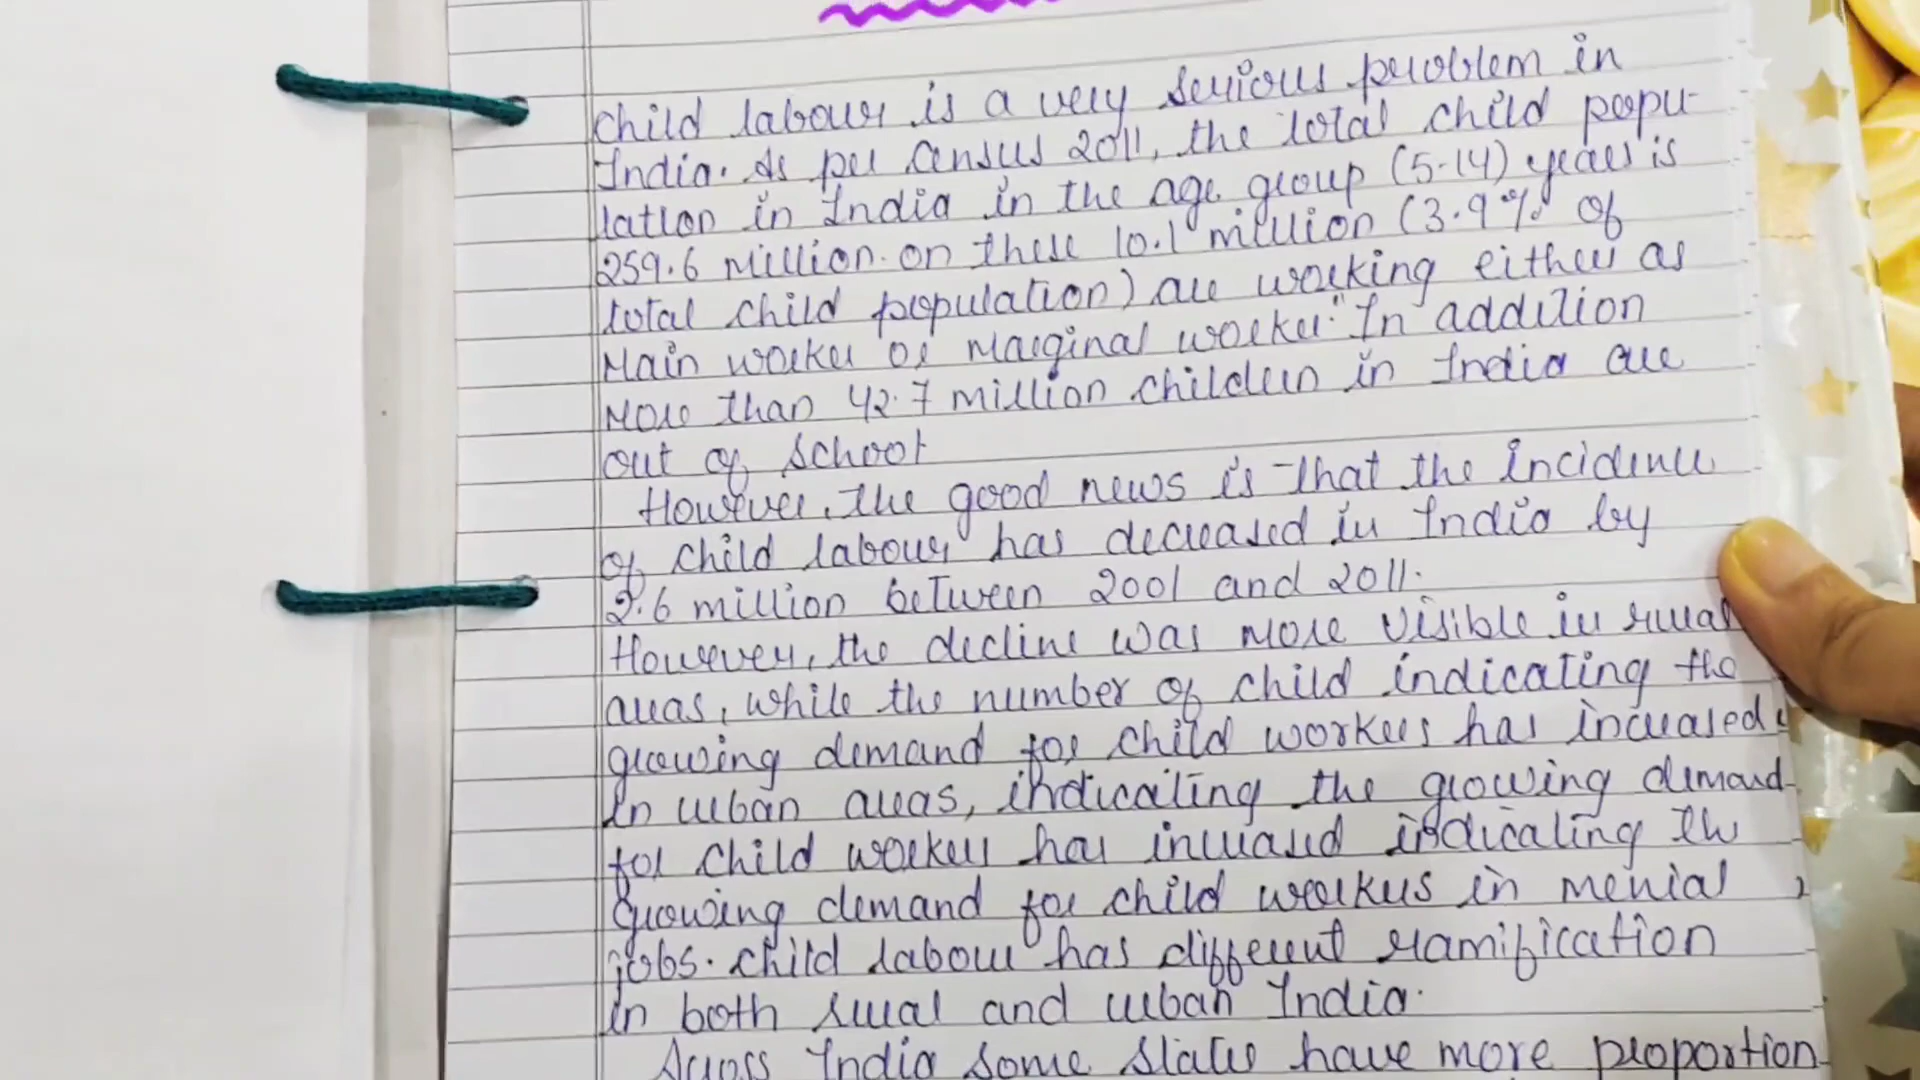 Child labour is a very serious problem in
India. As per Census 2011, the total child popu-
lation in India in the age group (5-14) years is
259.6 Million. on these 10.1 million (3.9% of
total child population) are working either as
Main worker or marginal worker." In addition
More than 42.7 million children in India are
out of school
However, the good news is that the incidence
of child labour has decreased in India by
2.6 million between 2001 and 2011.
However, the decline was more visible in rural
areas, while the number of child indicating the
growing demand for child workers has increased
in urban areas, indicating the growing demand
for child workers has increased indicating the
growing demand for child workers in menial
jobs. child labour has different ramification
in both rural and urban India.
Across India some states have more proportion